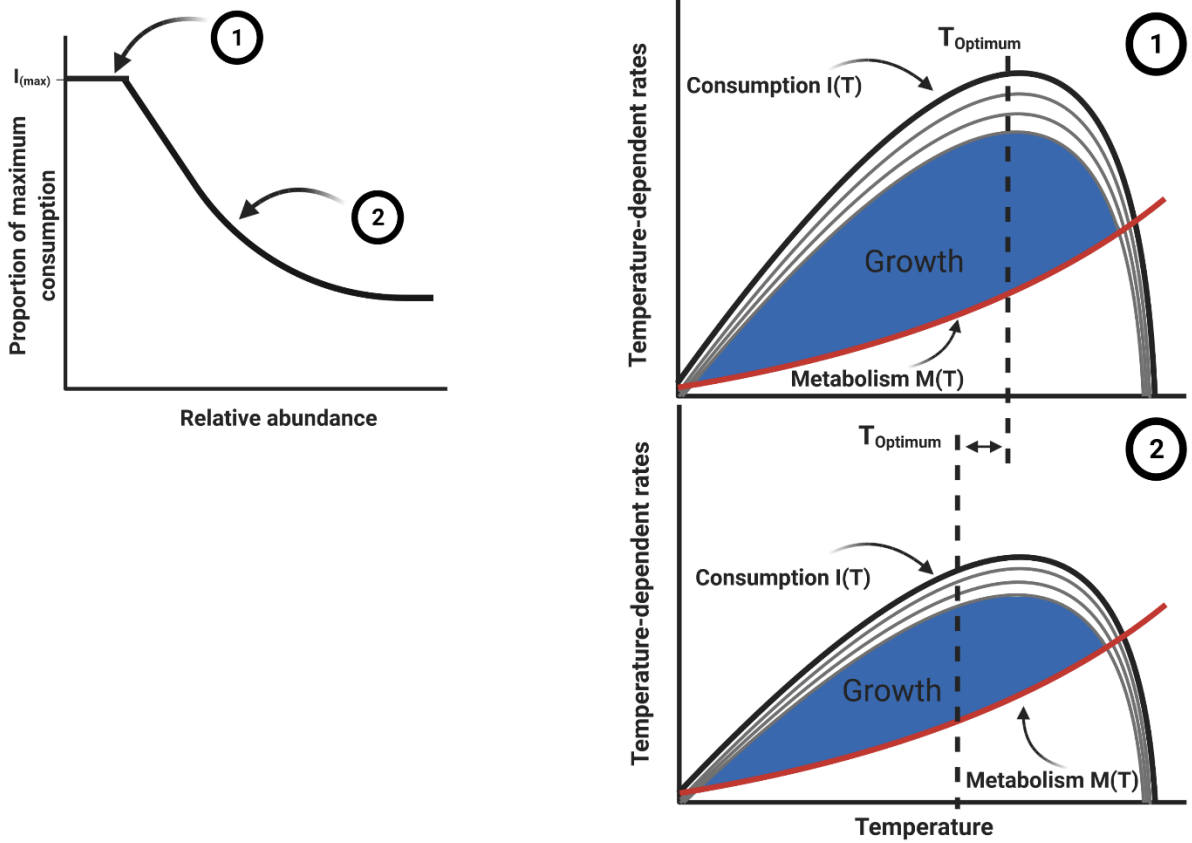 1
I(max)
2
Proportion of maximum
consumption
Relative abundance
1
TOptimum
Consumption I(T)
Growth
Metabolism M(T)
Temperature-dependent rates
2
TOptimum
Consumption I(T)
Growth
Metabolism M(T)
Temperature-dependent rates
Temperature